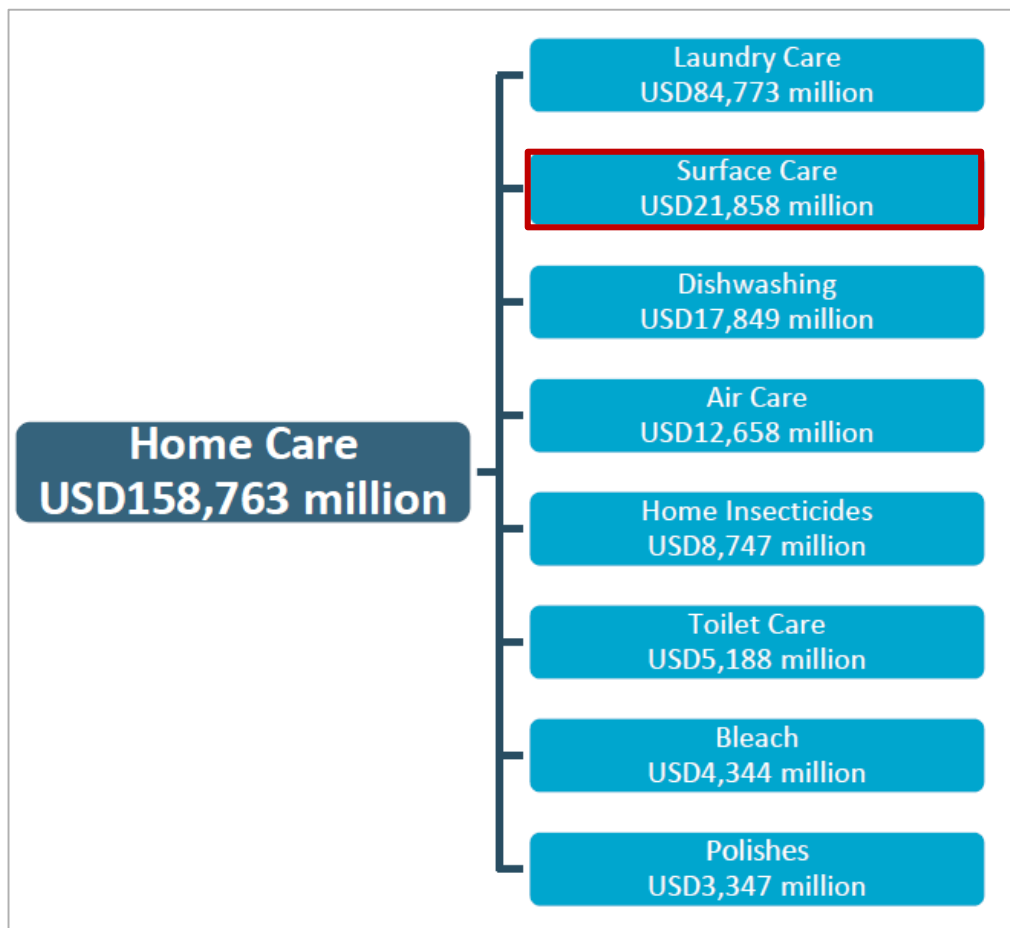 Laundry Care
USD84,773 million
Surface Care
USD21,858 million
Dishwashing
USD17,849 million
Air Care
USD12,658 million
Home Care
USD158,763 million
Home Insecticides
USD8,747 million
Toilet Care
USD5,188 million
Bleach
USD4,344 million
Polishes
USD3,347 million